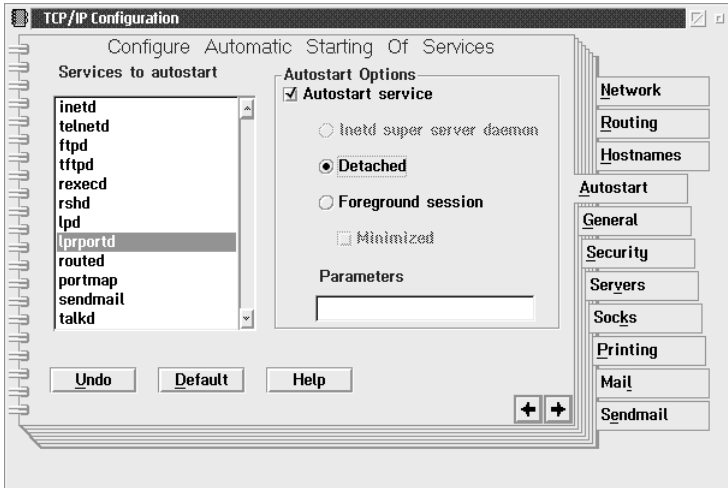 TCP/IP Configuration
Configure Automatic Starting Of Services
Services to autostart
inetd
telnetd
ftpd
tftpd
rexecd
rshd
lpd
lprportd
routed
portmap
sendmail
talkd
Autostart Options
Autostart service
Inetd super server daemon
Detached
Foreground session
Minimized
Parameters
Undo
Default
Help
Network
Routing
Hostnames
Autostart
General
Security
Servers
Socks
Printing
Mail
Sendmail